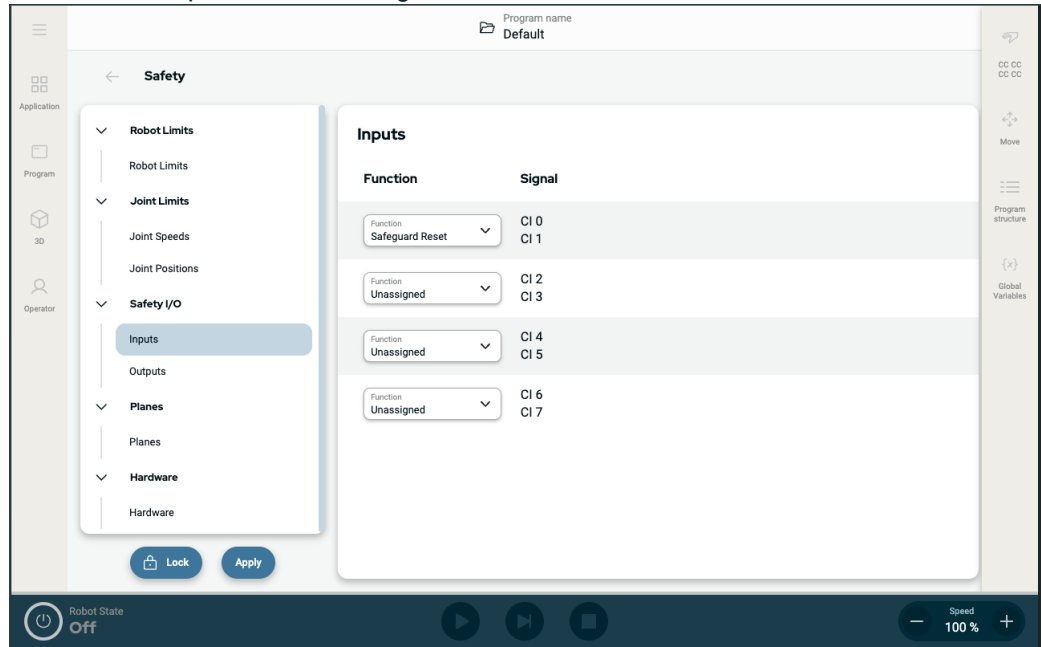 Program name
Default
Application
Program
3D
Operator
Safety
Robot Limits
Robot Limits
Joint Limits
Joint Speeds
Joint Positions
Safety I/O
Inputs
Outputs
Planes
Planes
Hardware
Hardware
Lock
Apply
Inputs
Function Signal
Function
Safeguard Reset
CI 0
CI 1
Function
Unassigned
CI 2
CI 3
Function
Unassigned
CI 4
CI 5
Function
Unassigned
CI 6
CI 7
CC CC
CC CC
Move
Program
structure
{x}
Global
Variables
Robot State
Off
Speed
100 %